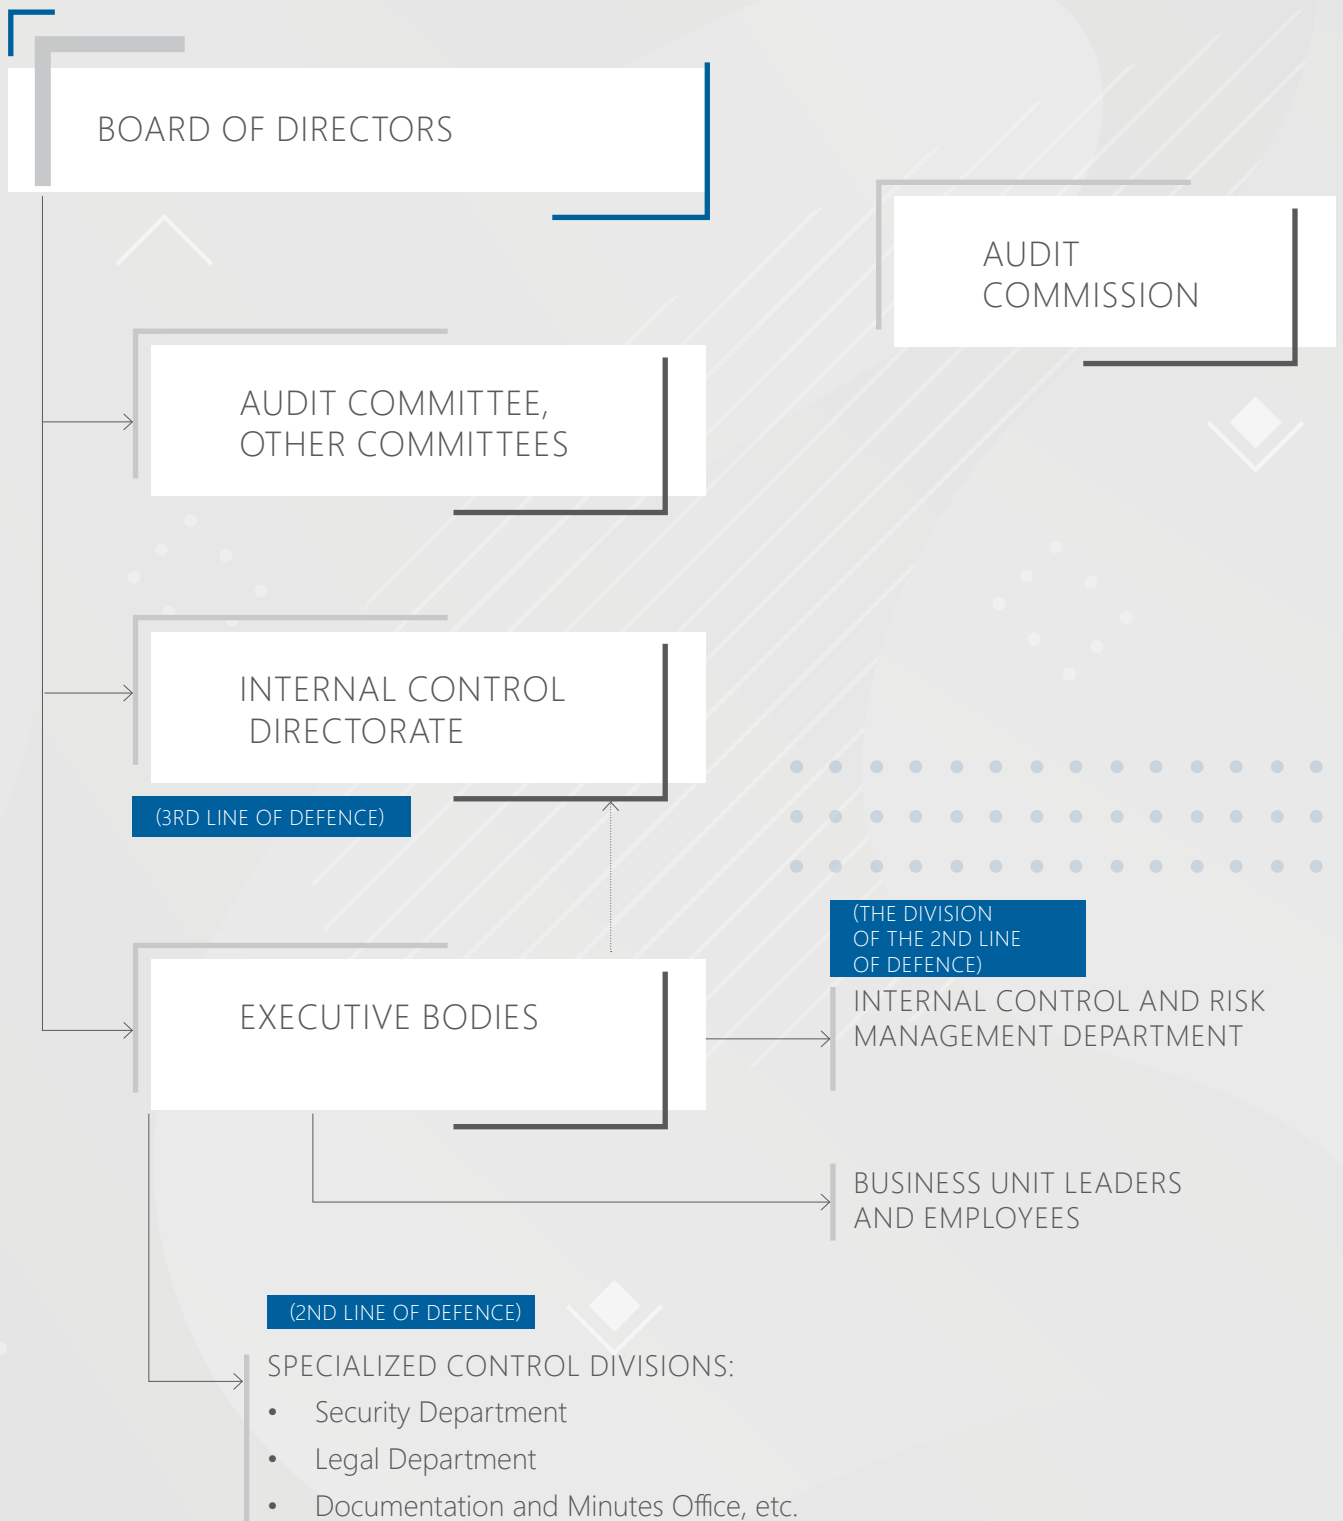 BOARD OF DIRECTORS
AUDIT
COMMISSION
AUDIT COMMITTEE,
OTHER COMMITTEES
INTERNAL CONTROL
DIRECTORATE
(3RD LINE OF DEFENCE)
EXECUTIVE BODIES
(THE DIVISION
OF THE 2ND LINE
OF DEFENCE)
INTERNAL CONTROL AND RISK
MANAGEMENT DEPARTMENT
BUSINESS UNIT LEADERS
AND EMPLOYEES
(2ND LINE OF DEFENCE)
SPECIALIZED CONTROL DIVISIONS:
• Security Department
• Legal Department
• Documentation and Minutes Office, etc.